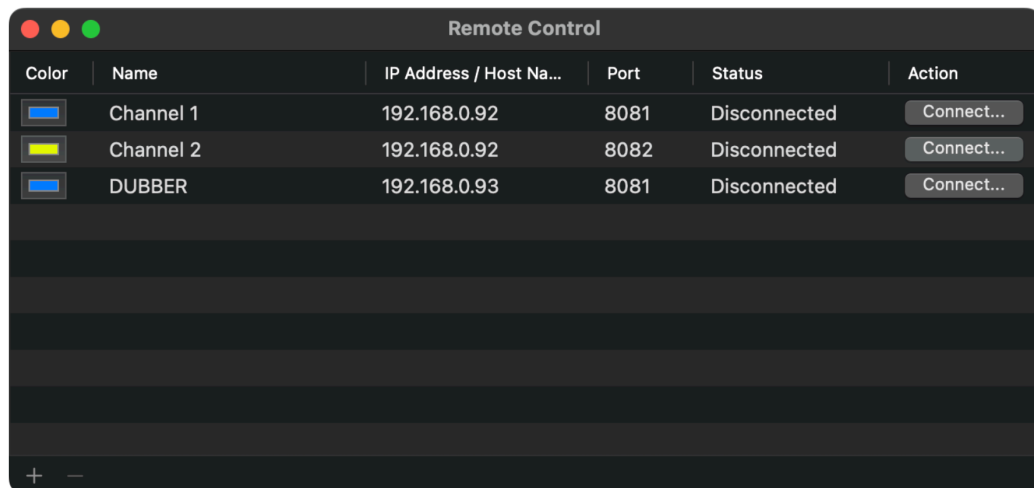 Remote Control
Color Name IP Address / Host Na... Port Status Action
Channel 1 192.168.0.92 8081 Disconnected Connect...
Channel 2 192.168.0.92 8082 Disconnected Connect...
DUBBER 192.168.0.93 8081 Disconnected Connect...